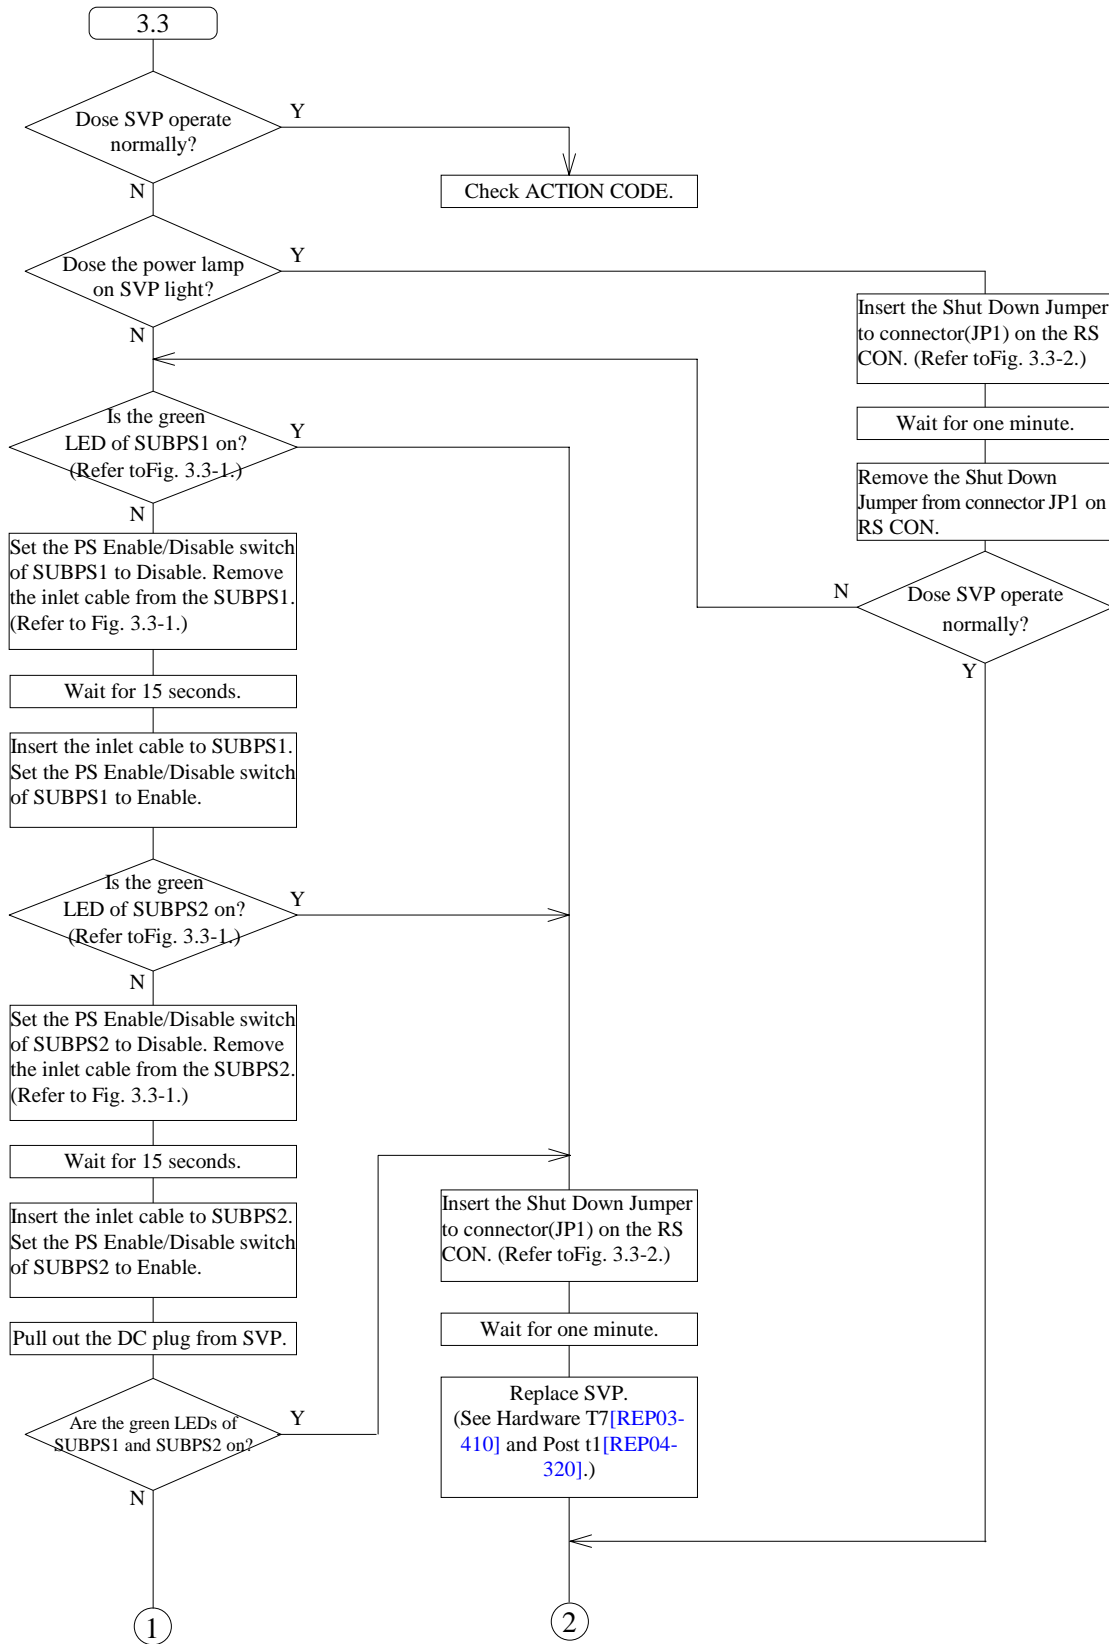 3.3
Dose SVP operate
normally?
Y
N
Check ACTION CODE.
Dose the power lamp
on SVP light?
Y
N
Insert the Shut Down Jumper
to connector(JP1) on the RS
CON. (Refer toFig. 3.3-2.)
Wait for one minute.
Remove the Shut Down
Jumper from connector JP1 on
RS CON.
Dose SVP operate
normally?
N
Y
Is the green
LED of SUBPS1 on?
(Refer toFig. 3.3-1.)
Y
N
Set the PS Enable/Disable switch
of SUBPS1 to Disable. Remove
the inlet cable from the SUBPS1.
(Refer to Fig. 3.3-1.)
Wait for 15 seconds.
Insert the inlet cable to SUBPS1.
Set the PS Enable/Disable switch
of SUBPS1 to Enable.
Is the green
LED of SUBPS2 on?
(Refer toFig. 3.3-1.)
Y
N
Set the PS Enable/Disable switch
of SUBPS2 to Disable. Remove
the inlet cable from the SUBPS2.
(Refer to Fig. 3.3-1.)
Wait for 15 seconds.
Insert the inlet cable to SUBPS2.
Set the PS Enable/Disable switch
of SUBPS2 to Enable.
Pull out the DC plug from SVP.
Are the green LEDs of
SUBPS1 and SUBPS2 on?
Y
N
1
Insert the Shut Down Jumper
to connector(JP1) on the RS
CON. (Refer toFig. 3.3-2.)
Wait for one minute.
Replace SVP.
(See Hardware T7[REP03-
410] and Post t1[REP04-
320].)
2